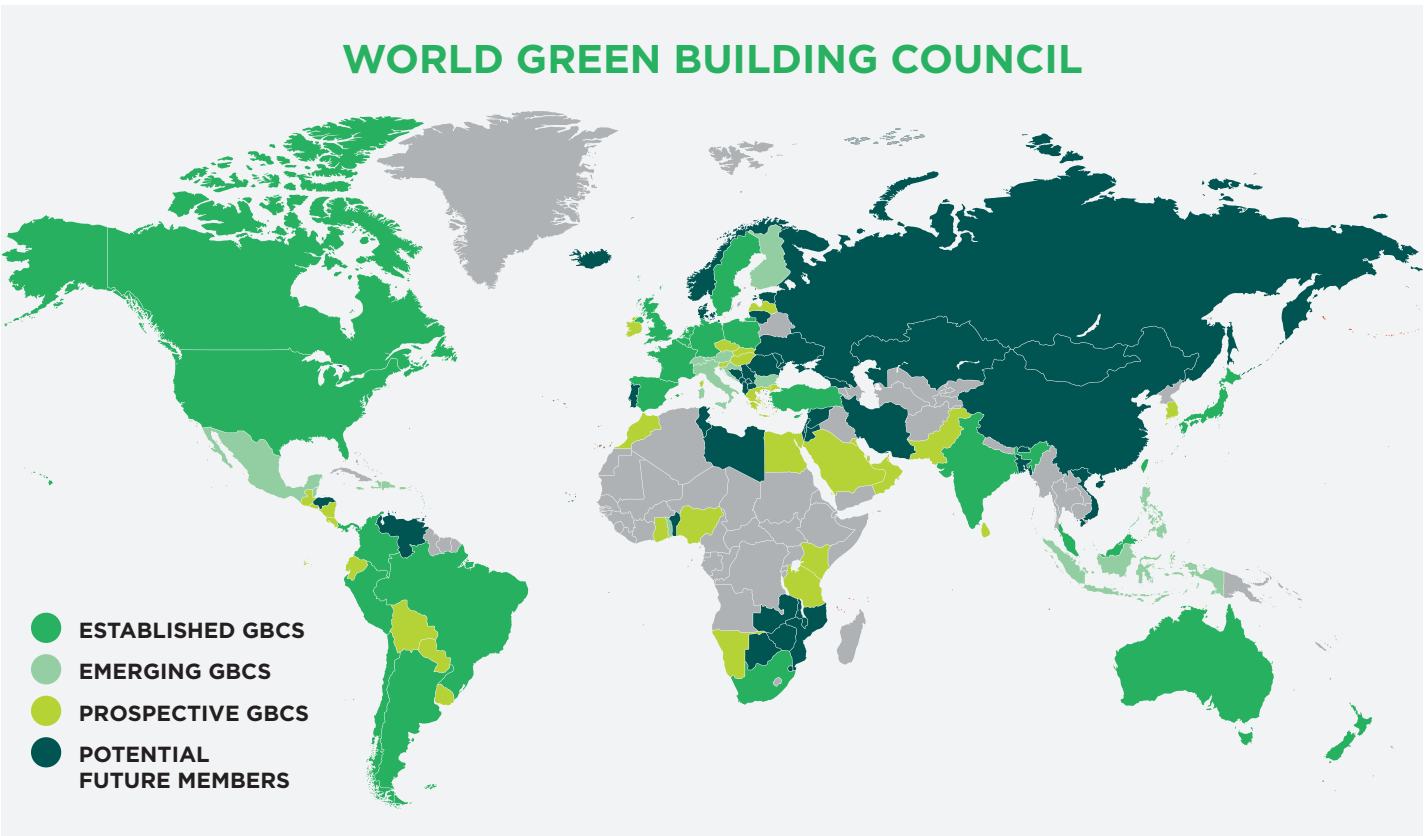 WORLD GREEN BUILDING COUNCIL
ESTABLISHED GBCS
EMERGING GBCS
PROSPECTIVE GBCS
POTENTIAL
FUTURE MEMBERS